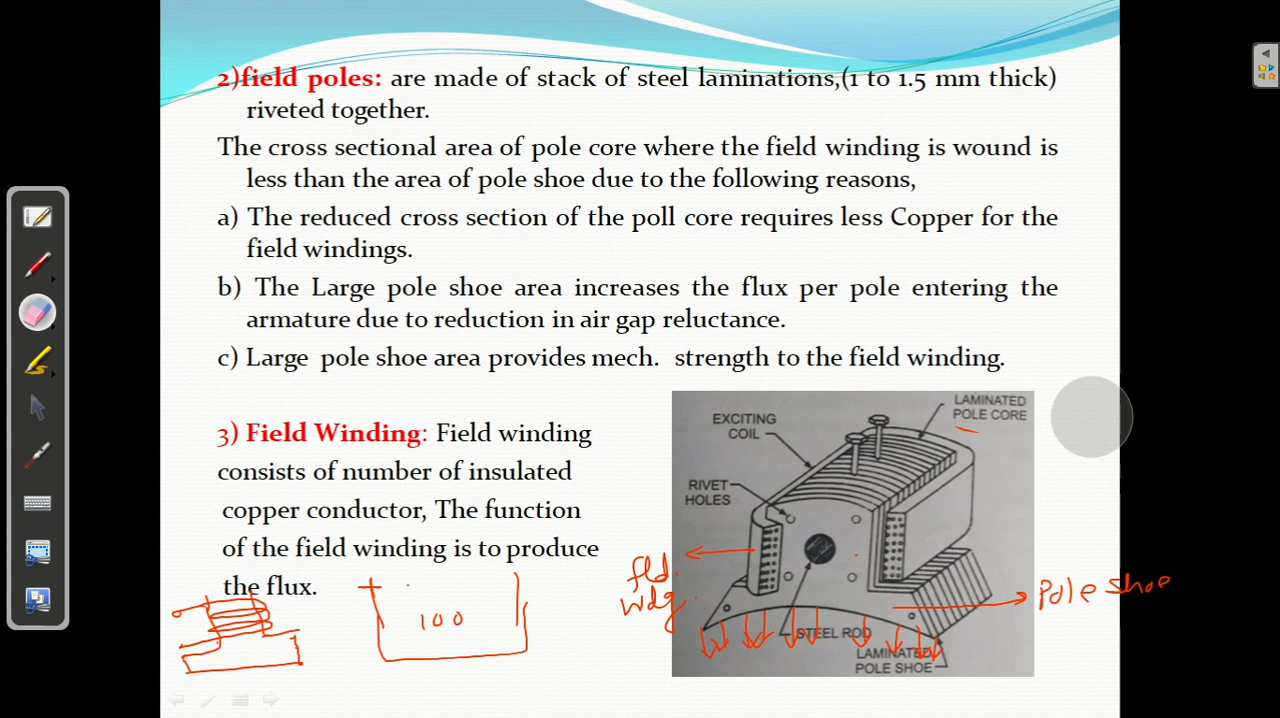 2)field poles: are made of stack of steel laminations,(1 to 1.5 mm thick)
riveted together.
The cross sectional area of pole core where the field winding is wound is
less than the area of pole shoe due to the following reasons,
a) The reduced cross section of the poll core requires less Copper for the
field windings.
b) The Large pole shoe area increases the flux per pole entering the
armature due to reduction in air gap reluctance.
c) Large pole shoe area provides mech. strength to the field winding.
3) Field Winding: Field winding
consists of number of insulated
copper conductor, The function
of the field winding is to produce
the flux.
100
EXCITING
COIL
LAMINATED
POLE CORE
RIVET
HOLES
fld.
wdg.
Pole shoe
STEEL ROD
LAMINATED
POLE SHOE